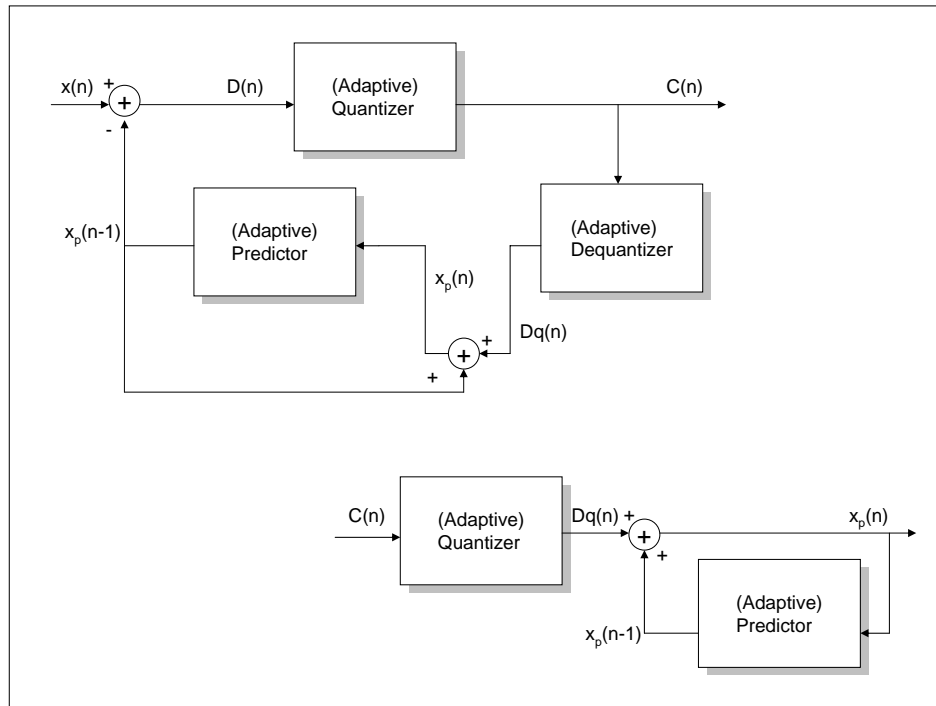 x(n)
+
+
-
D(n)
(Adaptive)
Quantizer
C(n)
x_p(n-1)
(Adaptive)
Predictor
(Adaptive)
Dequantizer
x_p(n)
Dq(n)
+
+
+
C(n)
(Adaptive)
Quantizer
Dq(n)
+
+
+
x_p(n)
x_p(n-1)
(Adaptive)
Predictor